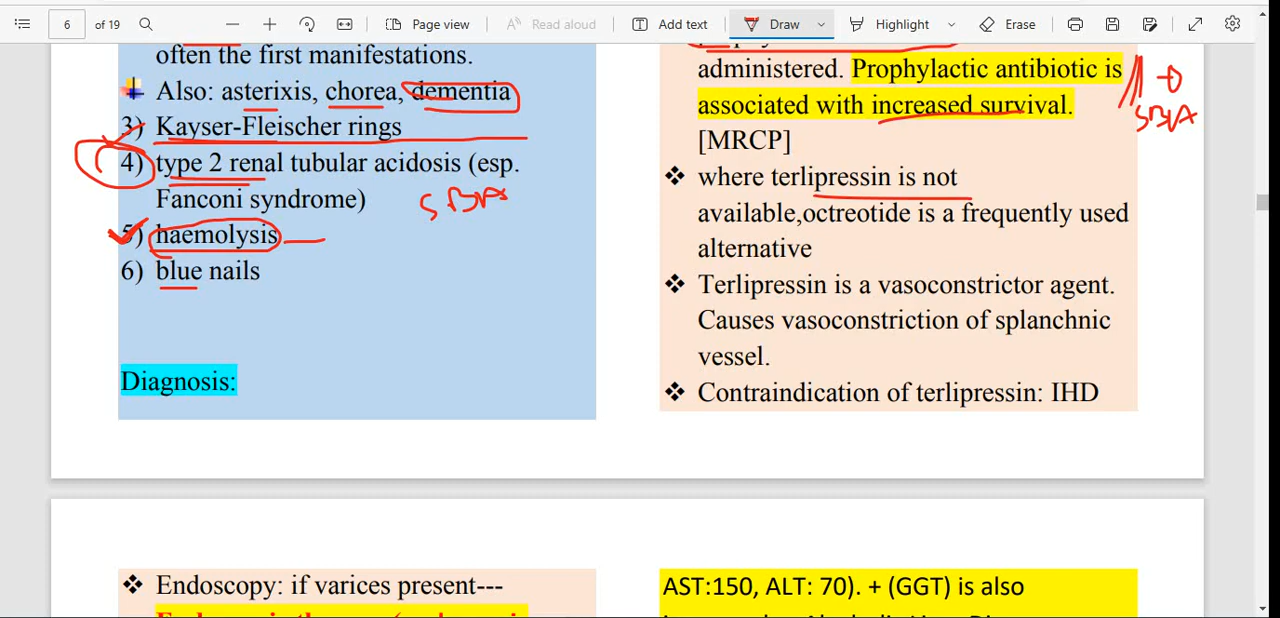 6 of 19
Page view
Read aloud
Add text
Draw
Highlight
Erase
often the first manifestations.
Also: asterixis, chorea, dementia
3) Kayser-Fleischer rings
4) type 2 renal tubular acidosis (esp.
Fanconi syndrome)
SBA
5) haemolysis
6) blue nails
Diagnosis:
administered. Prophylactic antibiotic is
associated with increased survival.
SBA
[MRCP]
❖ where terlipressin is not
available,octreotide is a frequently used
alternative
❖ Terlipressin is a vasoconstrictor agent.
Causes vasoconstriction of splanchnic
vessel.
❖ Contraindication of terlipressin: IHD
❖ Endoscopy: if varices present---
AST:150, ALT: 70). + (GGT) is also